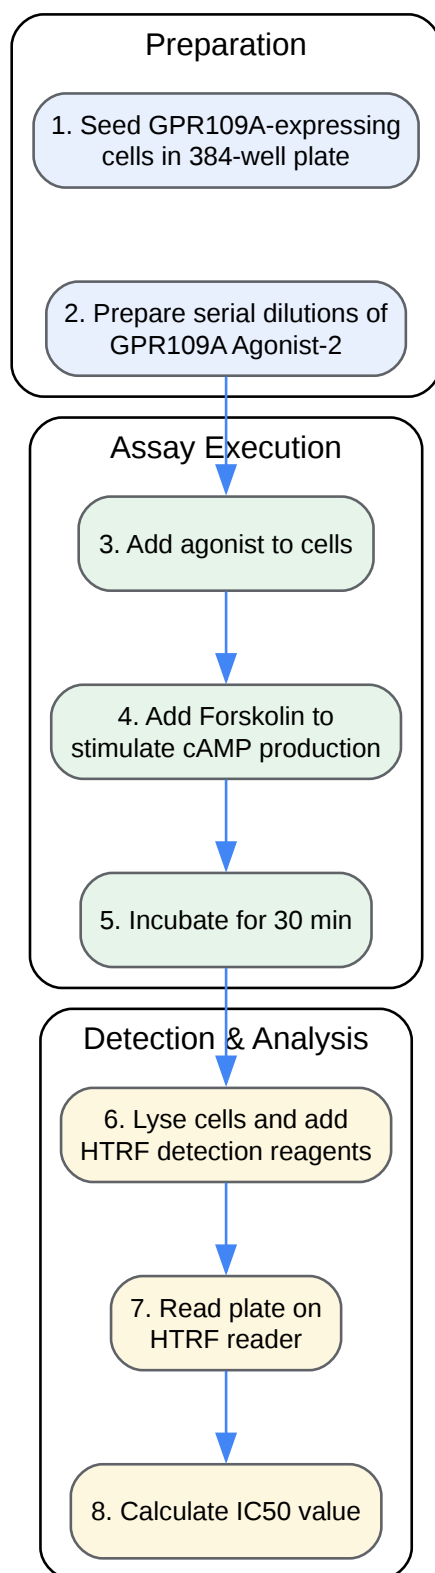 Preparation
1. Seed GPR109A-expressing
cells in 384-well plate
2. Prepare serial dilutions of
GPR109A Agonist-2
Assay Execution
3. Add agonist to cells
4. Add Forskolin to
stimulate cAMP production
5. Incubate for 30 min
Detection & Analysis
6. Lyse cells and add
HTRF detection reagents
7. Read plate on
HTRF reader
8. Calculate IC50 value